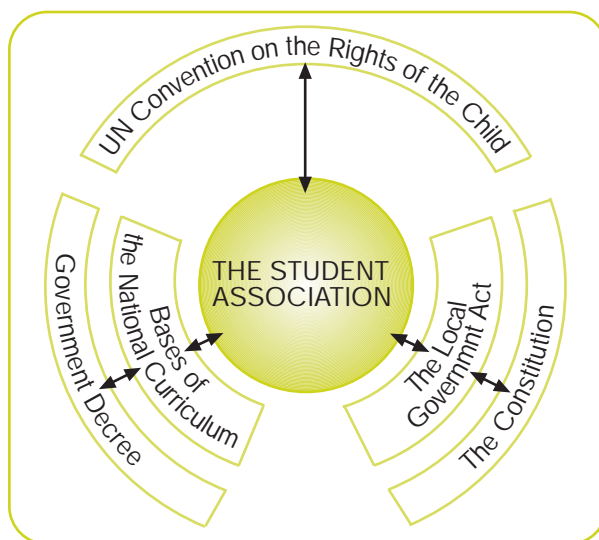 UN Convention on the Rights of the Child
THE STUDENT
ASSOCIATION
Government Decree
Bases of
the National Curriculum
The Local
Governmnt Act
The Constitution